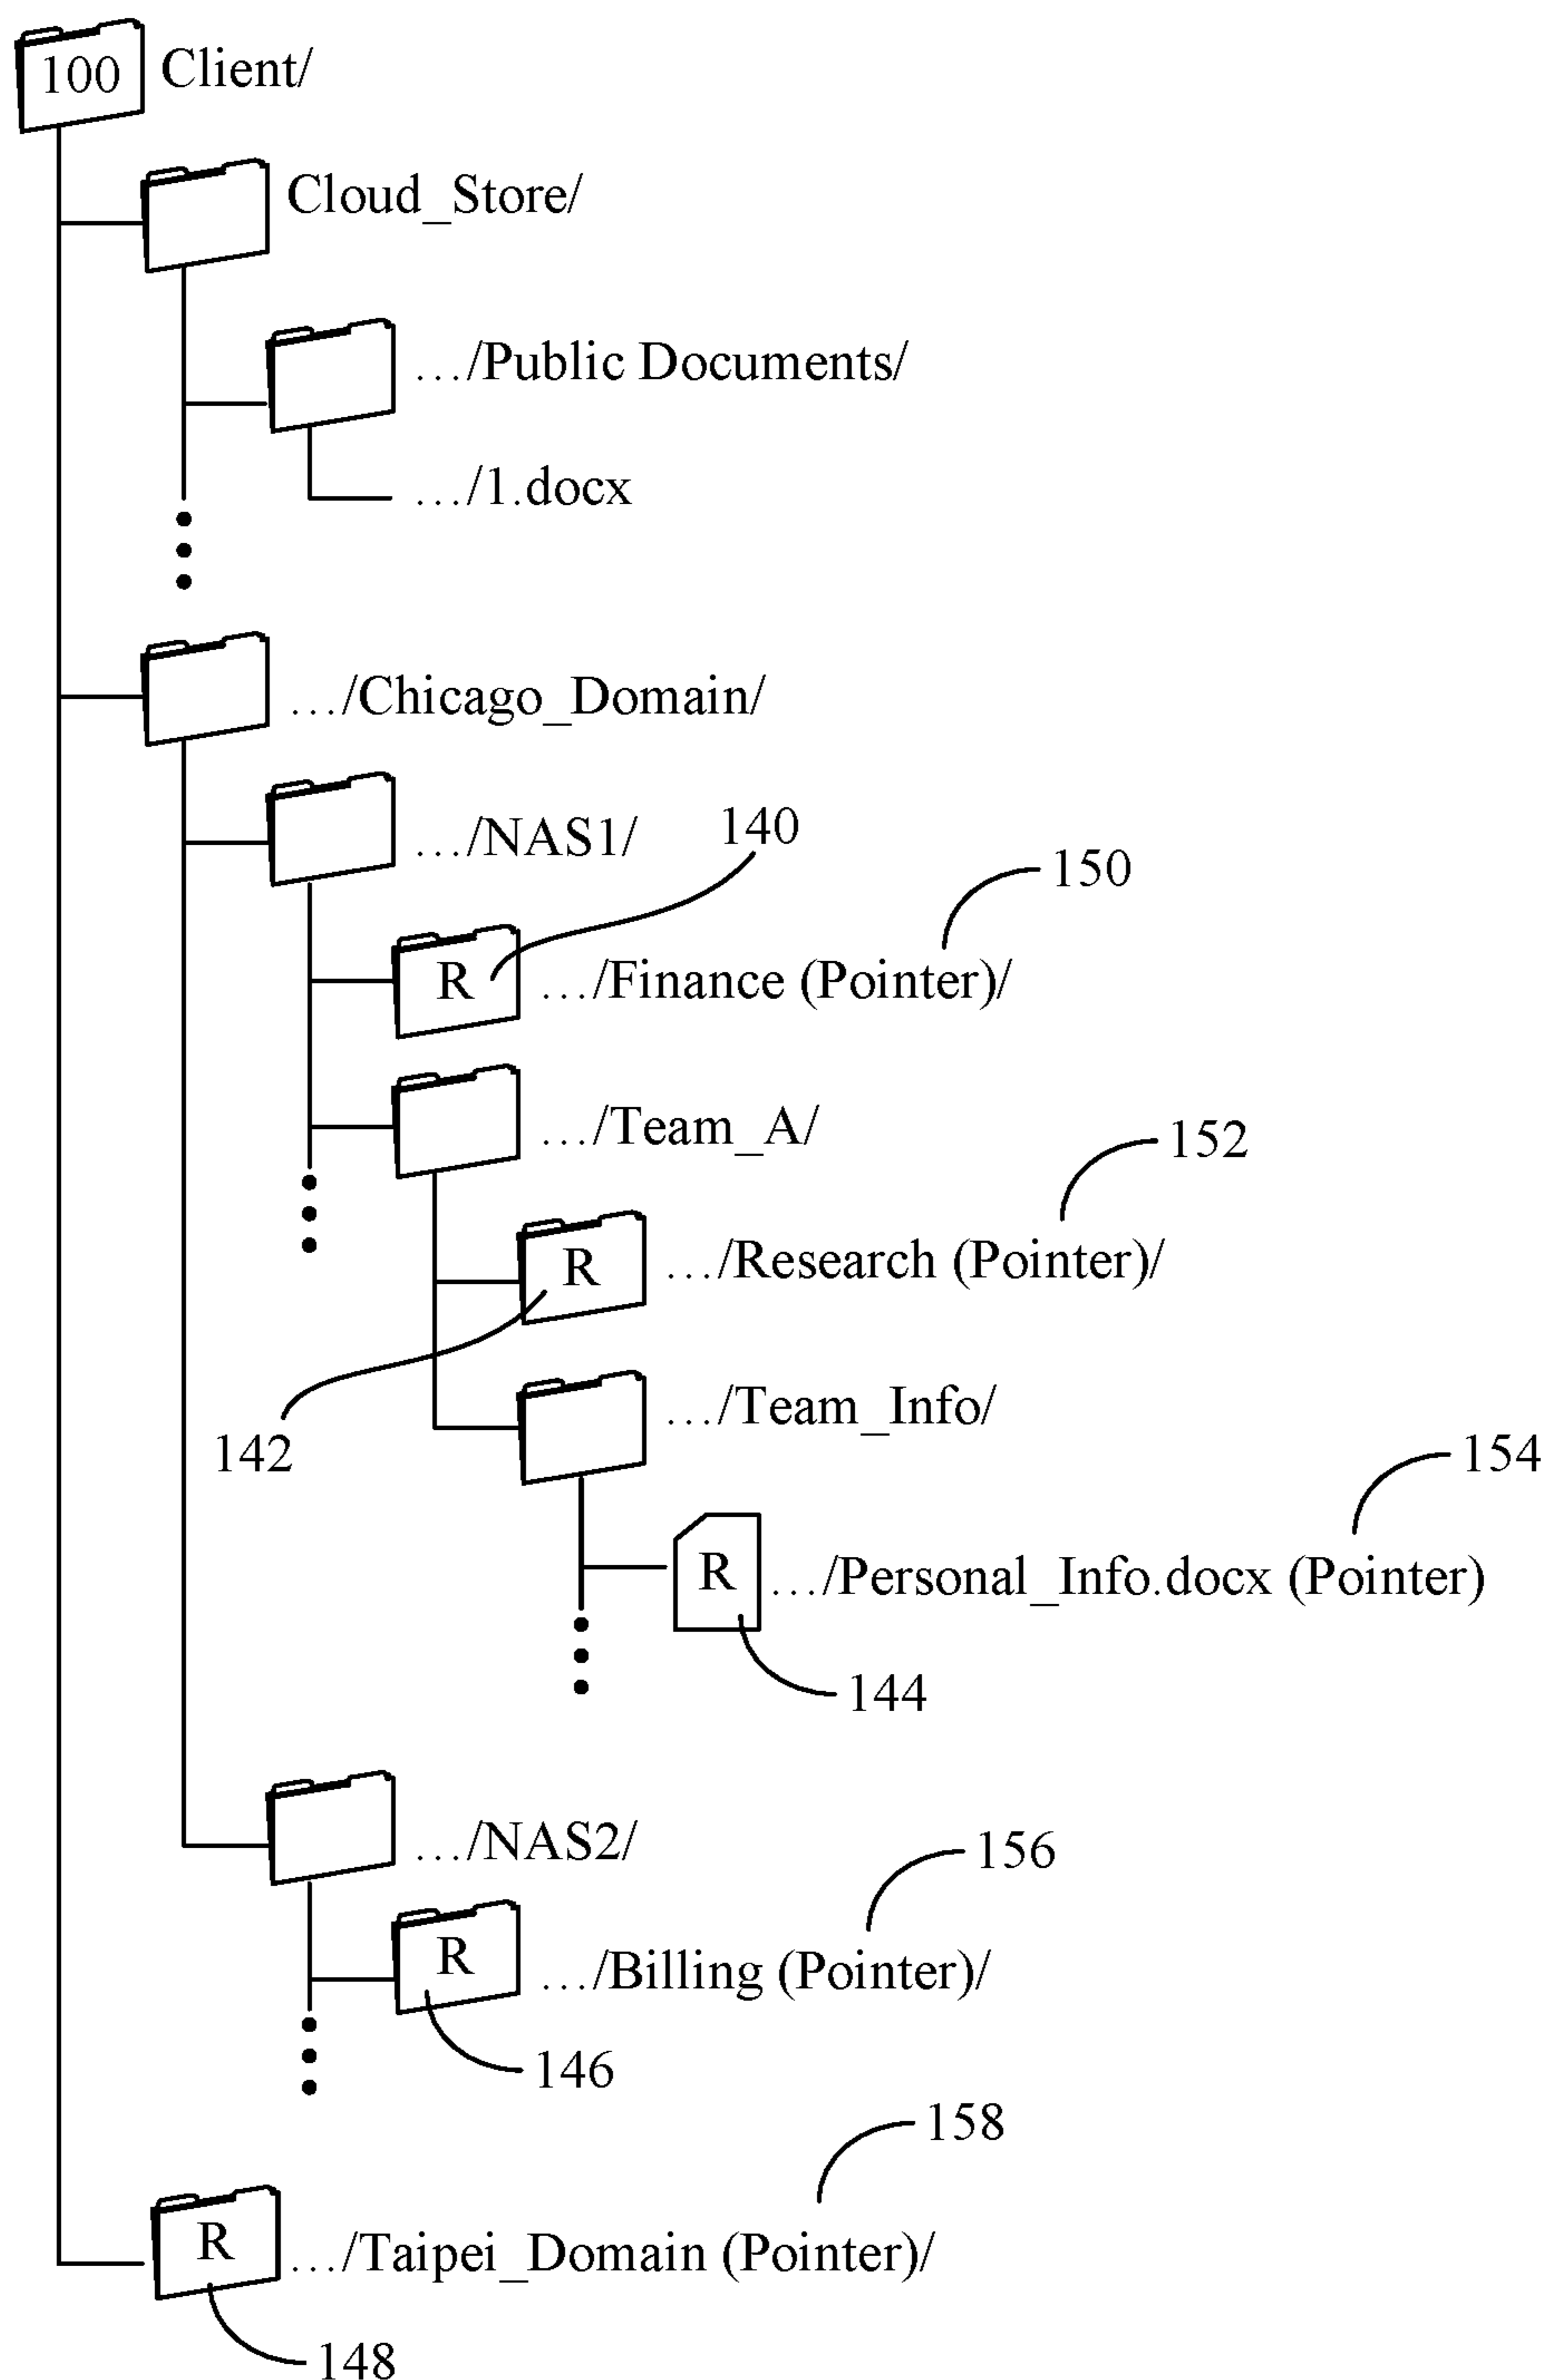 100 Client/
Cloud_Store/
.../Public Documents/
.../1.docx
.../Chicago_Domain/
.../NAS1/
140
150
R .../Finance (Pointer)/
.../Team_A/
152
R .../Research (Pointer)/
.../Team_Info/
142
154
R .../Personal_Info.docx (Pointer)
144
.../NAS2/
156
R .../Billing (Pointer)/
146
158
R .../Taipei_Domain (Pointer)/
148